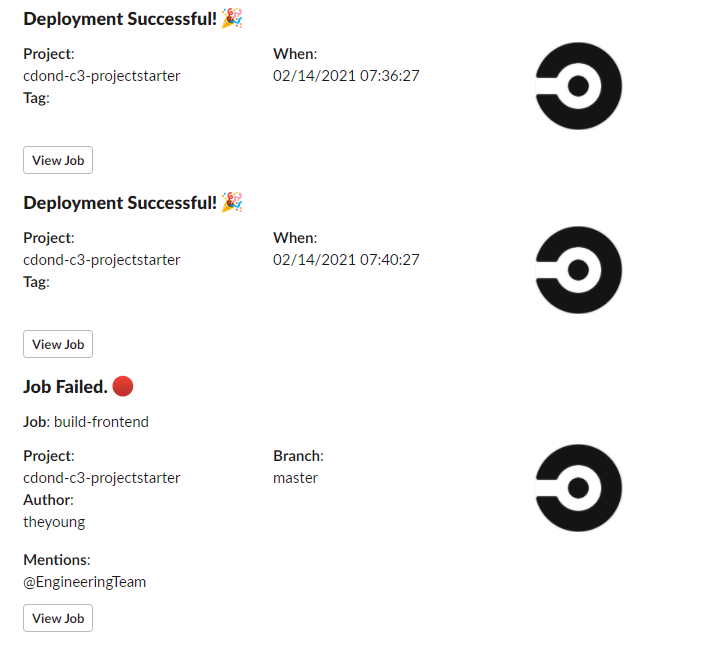 Deployment Successful! 🎉
Project:
cdond-c3-projectstarter
When:
02/14/2021 07:36:27
Tag:
View Job
Deployment Successful! 🎉
Project:
cdond-c3-projectstarter
When:
02/14/2021 07:40:27
Tag:
View Job
Job Failed. 🔴
Job: build-frontend
Project:
cdond-c3-projectstarter
Branch:
master
Author:
theyoung
Mentions:
@EngineeringTeam
View Job